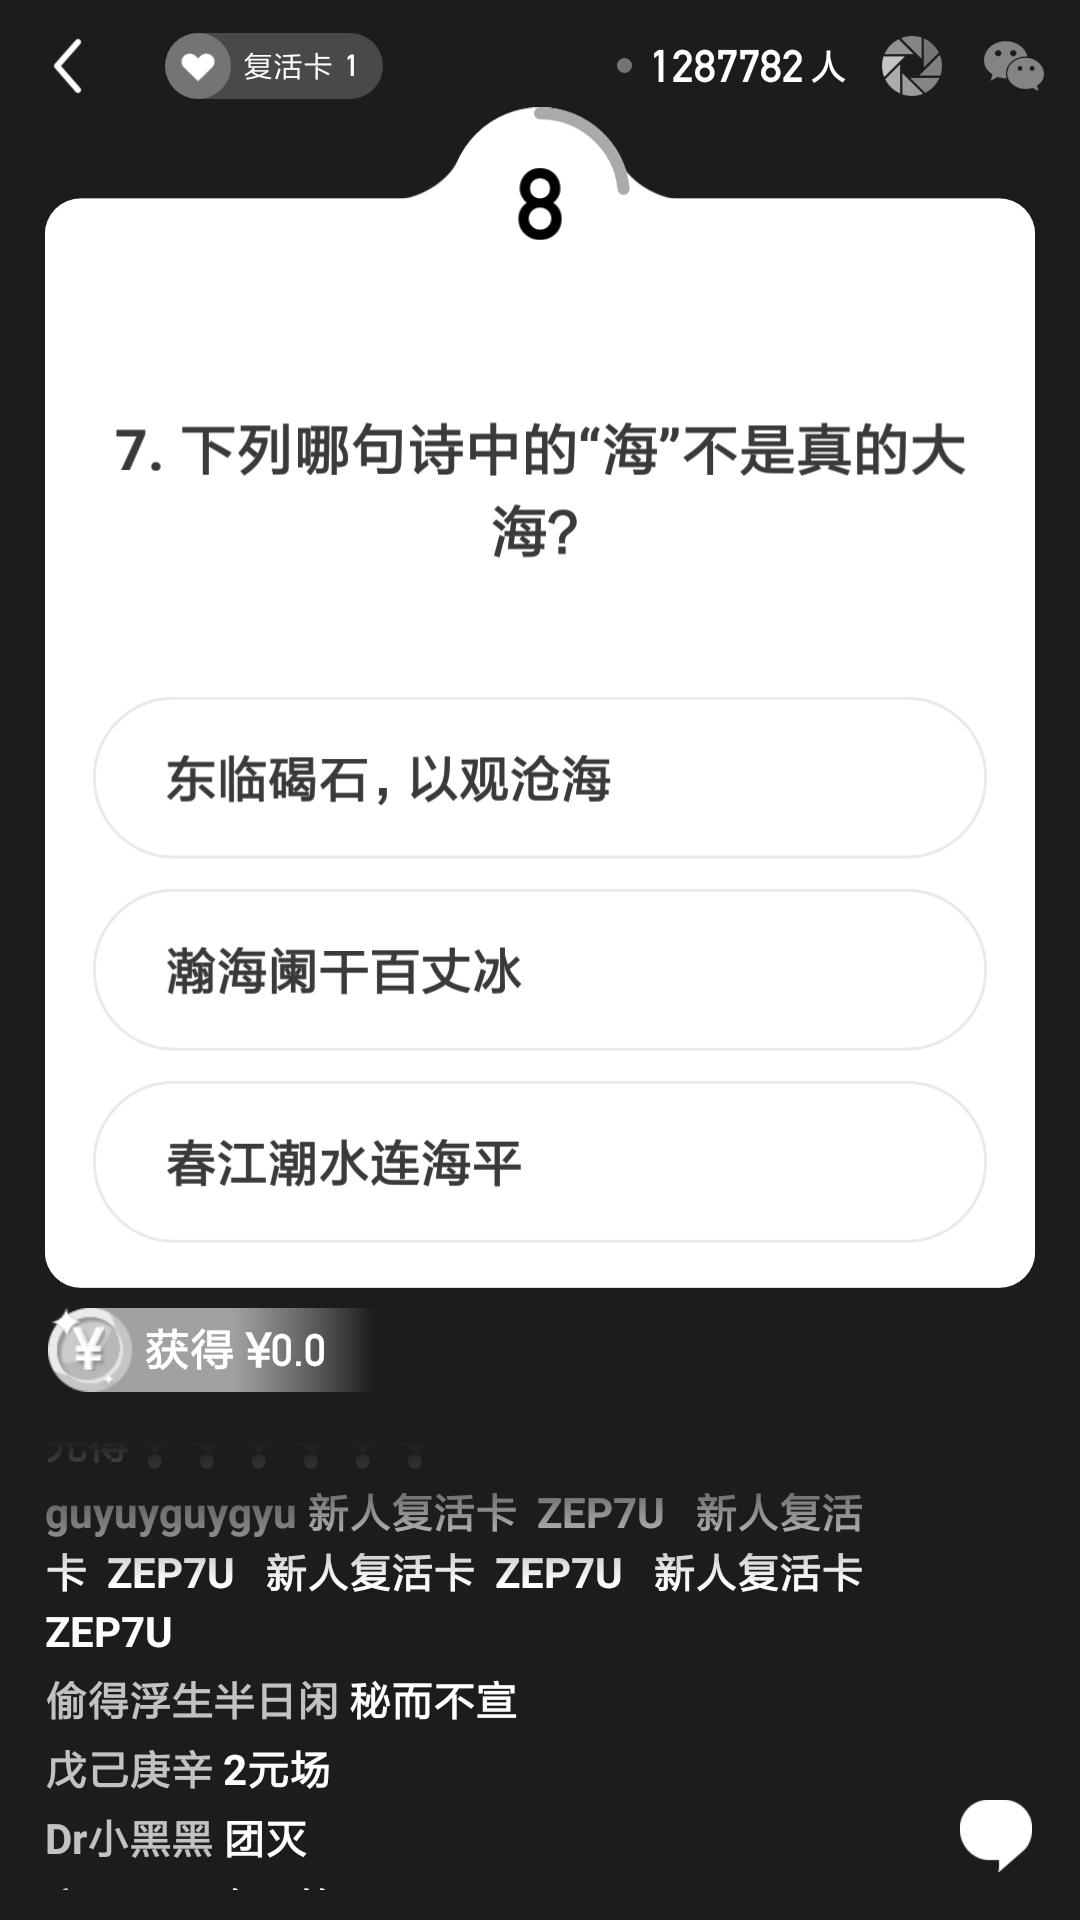 复活卡 1
1287782 人
8
7. 下列哪句诗中的“海”不是真的大
海?
东临碣石, 以观沧海
瀚海阑干百丈冰
春江潮水连海平
获得 ¥0.0
guyuyguygyu 新人复活卡 ZEP7U 新人复活
卡 ZEP7U 新人复活卡 ZEP7U 新人复活卡
ZEP7U
偷得浮生半日闲 秘而不宣
戊己庚辛 2元场
Dr小黑黑 团灭